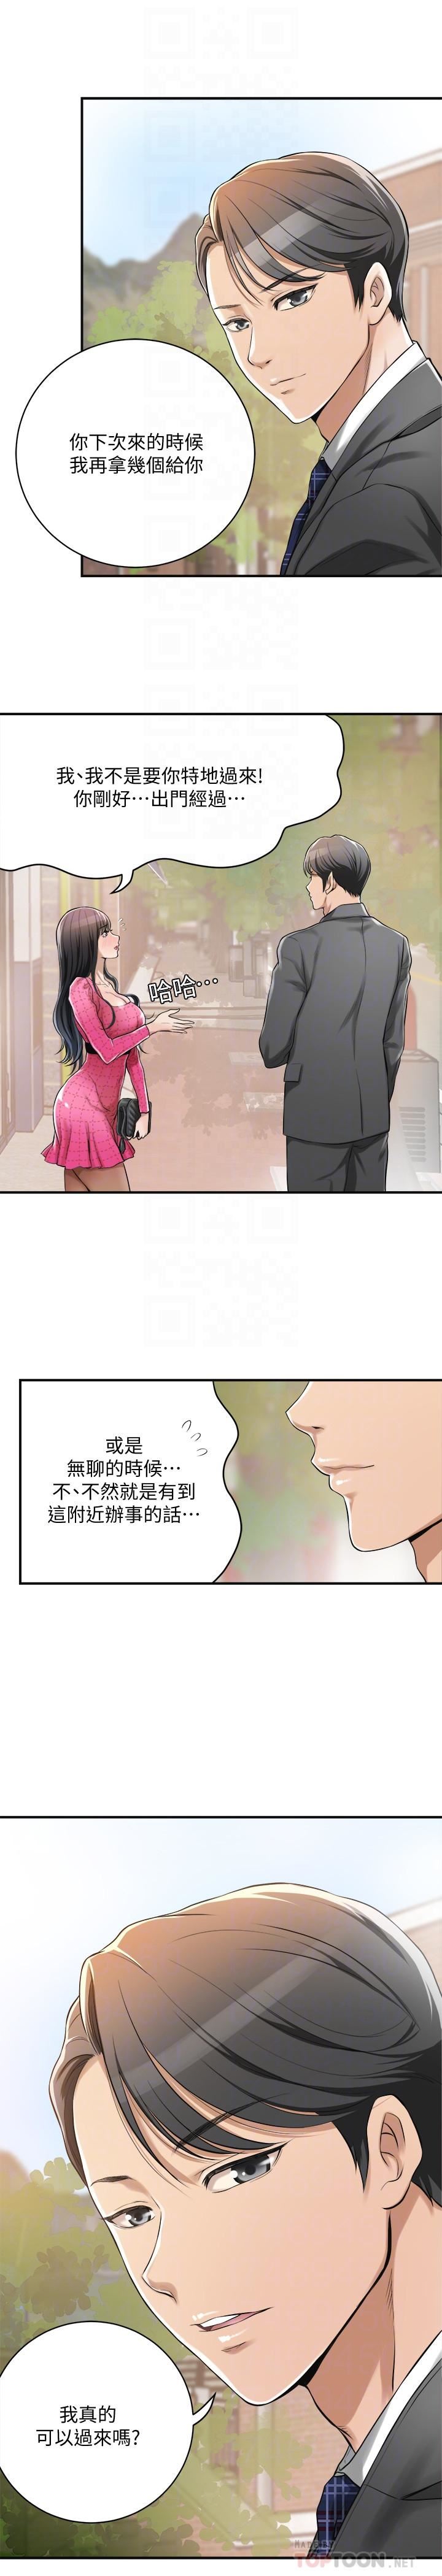 你下次來的時候
我再拿幾個給你
我、我不是要你特地過來!
你剛好…出門經過…
哈哈…
或是
無聊的時候…
不、不然就是有到
這附近辦事的話…
我真的
可以過來嗎?
TOPTOON.NET